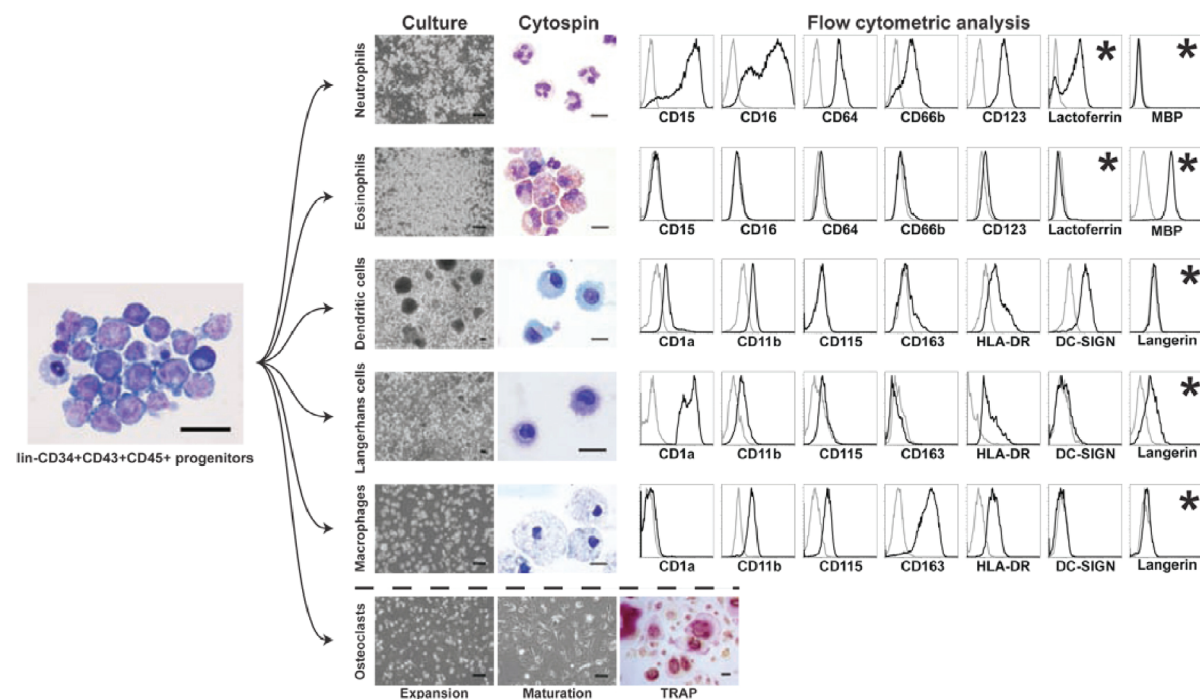 Culture Cytospin Flow cytometric analysis
Neutrophils
CD15 CD16 CD64 CD66b CD123 Lactoferrin MBP
* *
Eosinophils
CD15 CD16 CD64 CD66b CD123 Lactoferrin MBP
* *
Dendritic cells
CD1a CD11b CD115 CD163 HLA-DR DC-SIGN Langerin
*
Langerhans cells
CD1a CD11b CD115 CD163 HLA-DR DC-SIGN Langerin
*
lin-CD34+CD43+CD45+ progenitors
Macrophages
CD1a CD11b CD115 CD163 HLA-DR DC-SIGN Langerin
*
Osteoclasts
Expansion Maturation TRAP